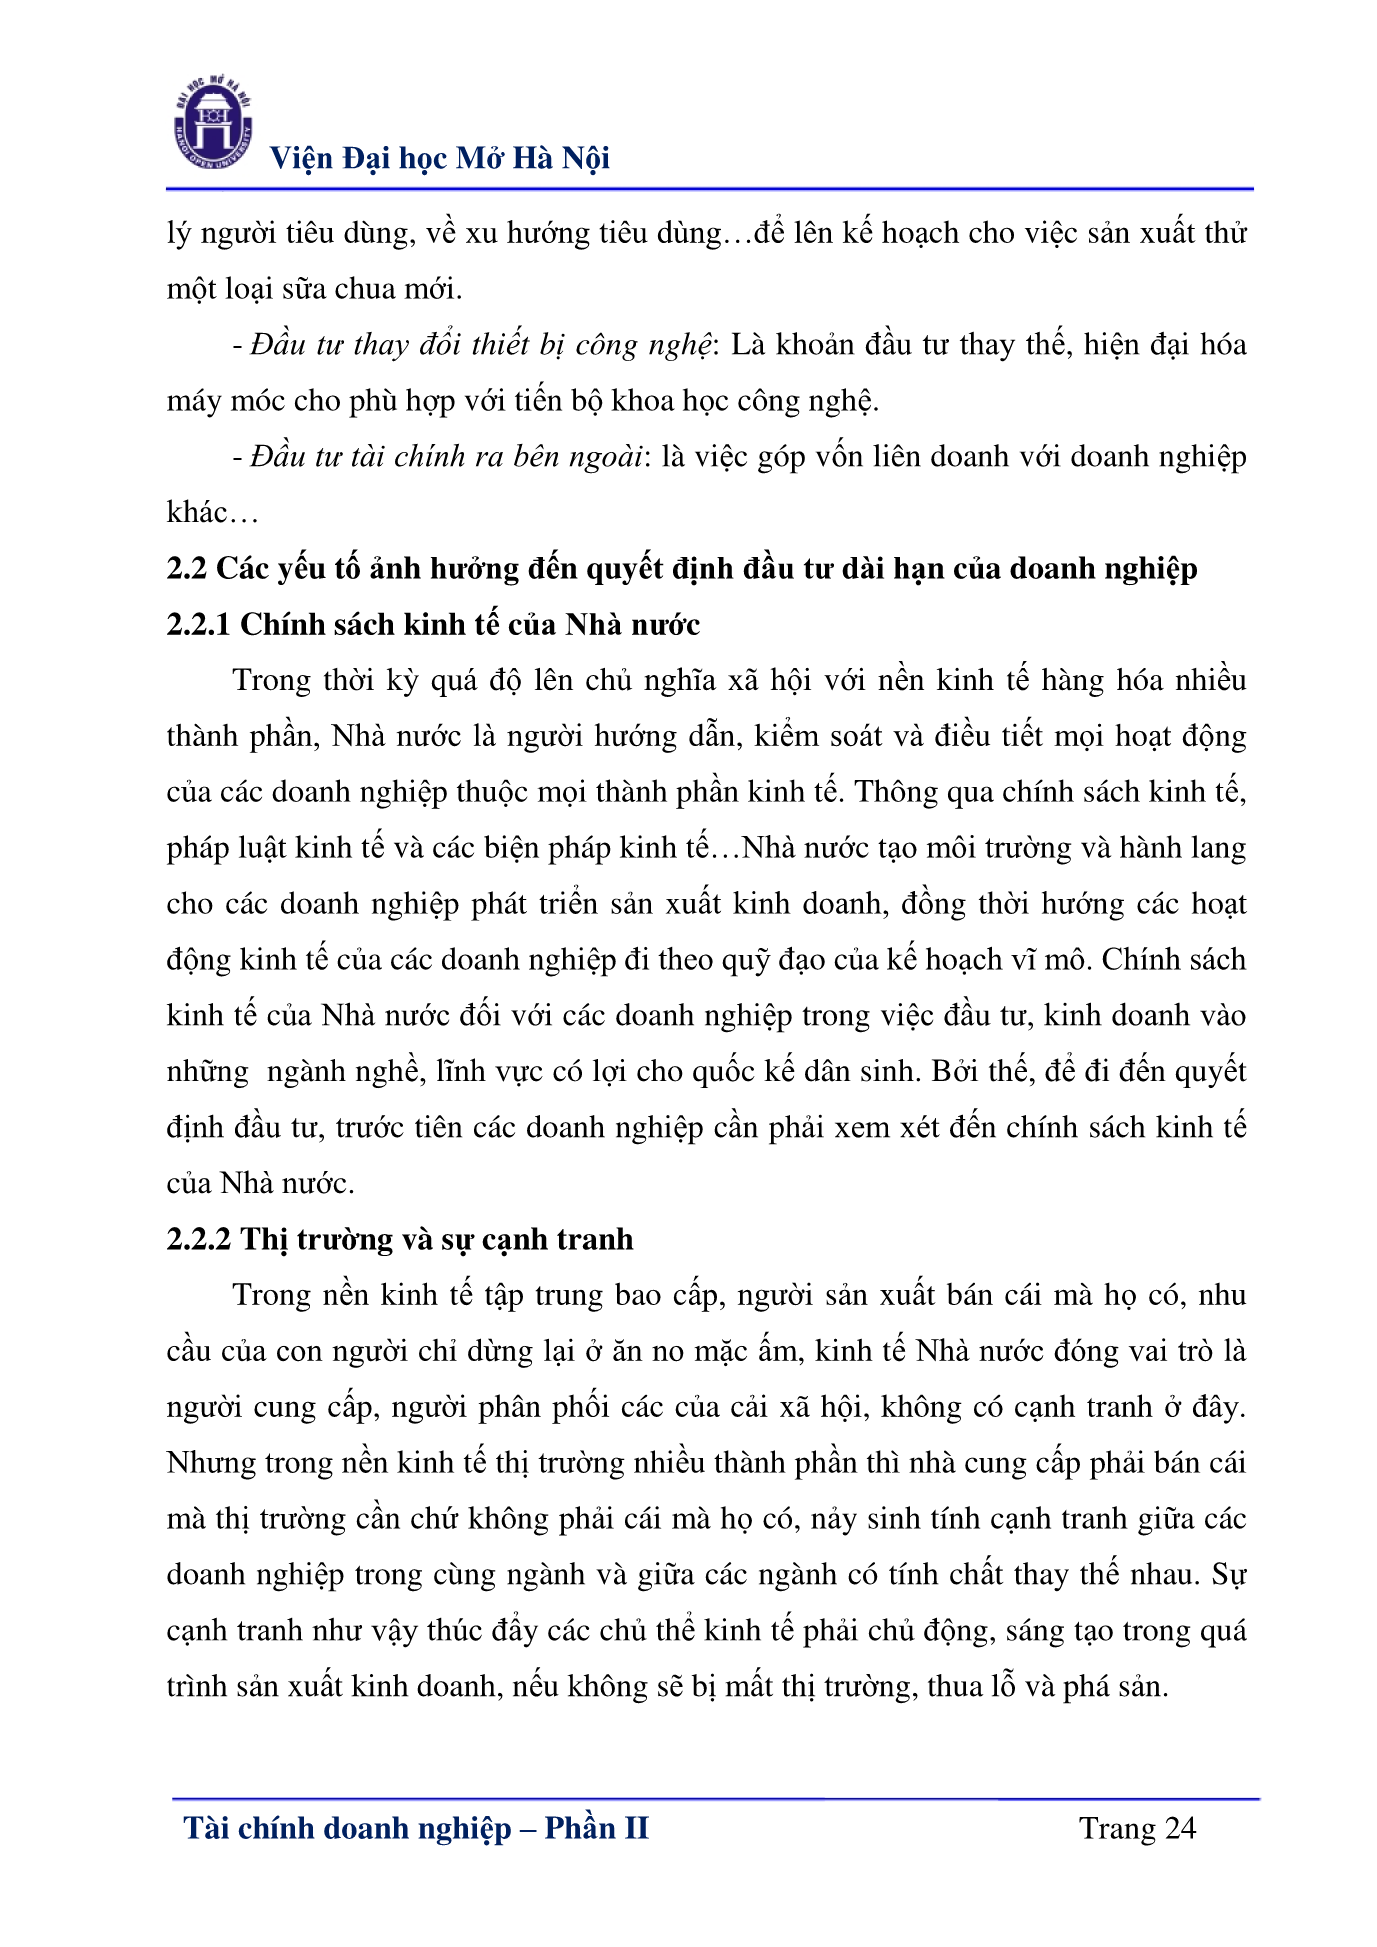 ĐẠI HỌC MỞ HÀ NỘI
HANOI OPEN UNIVERSITY
Viện Đại học Mở Hà Nội
lý người tiêu dùng, về xu hướng tiêu dùng…để lên kế hoạch cho việc sản xuất thử
một loại sữa chua mới.
- Đầu tư thay đổi thiết bị công nghệ: Là khoản đầu tư thay thế, hiện đại hóa
máy móc cho phù hợp với tiến bộ khoa học công nghệ.
- Đầu tư tài chính ra bên ngoài: là việc góp vốn liên doanh với doanh nghiệp
khác…
2.2 Các yếu tố ảnh hưởng đến quyết định đầu tư dài hạn của doanh nghiệp
2.2.1 Chính sách kinh tế của Nhà nước
Trong thời kỳ quá độ lên chủ nghĩa xã hội với nền kinh tế hàng hóa nhiều
thành phần, Nhà nước là người hướng dẫn, kiểm soát và điều tiết mọi hoạt động
của các doanh nghiệp thuộc mọi thành phần kinh tế. Thông qua chính sách kinh tế,
pháp luật kinh tế và các biện pháp kinh tế…Nhà nước tạo môi trường và hành lang
cho các doanh nghiệp phát triển sản xuất kinh doanh, đồng thời hướng các hoạt
động kinh tế của các doanh nghiệp đi theo quỹ đạo của kế hoạch vĩ mô. Chính sách
kinh tế của Nhà nước đối với các doanh nghiệp trong việc đầu tư, kinh doanh vào
những  ngành nghề, lĩnh vực có lợi cho quốc kế dân sinh. Bởi thế, để đi đến quyết
định đầu tư, trước tiên các doanh nghiệp cần phải xem xét đến chính sách kinh tế
của Nhà nước.
2.2.2 Thị trường và sự cạnh tranh
Trong nền kinh tế tập trung bao cấp, người sản xuất bán cái mà họ có, nhu
cầu của con người chỉ dừng lại ở ăn no mặc ấm, kinh tế Nhà nước đóng vai trò là
người cung cấp, người phân phối các của cải xã hội, không có cạnh tranh ở đây.
Nhưng trong nền kinh tế thị trường nhiều thành phần thì nhà cung cấp phải bán cái
mà thị trường cần chứ không phải cái mà họ có, nảy sinh tính cạnh tranh giữa các
doanh nghiệp trong cùng ngành và giữa các ngành có tính chất thay thế nhau. Sự
cạnh tranh như vậy thúc đẩy các chủ thể kinh tế phải chủ động, sáng tạo trong quá
trình sản xuất kinh doanh, nếu không sẽ bị mất thị trường, thua lỗ và phá sản.
Tài chính doanh nghiệp – Phần II Trang 24